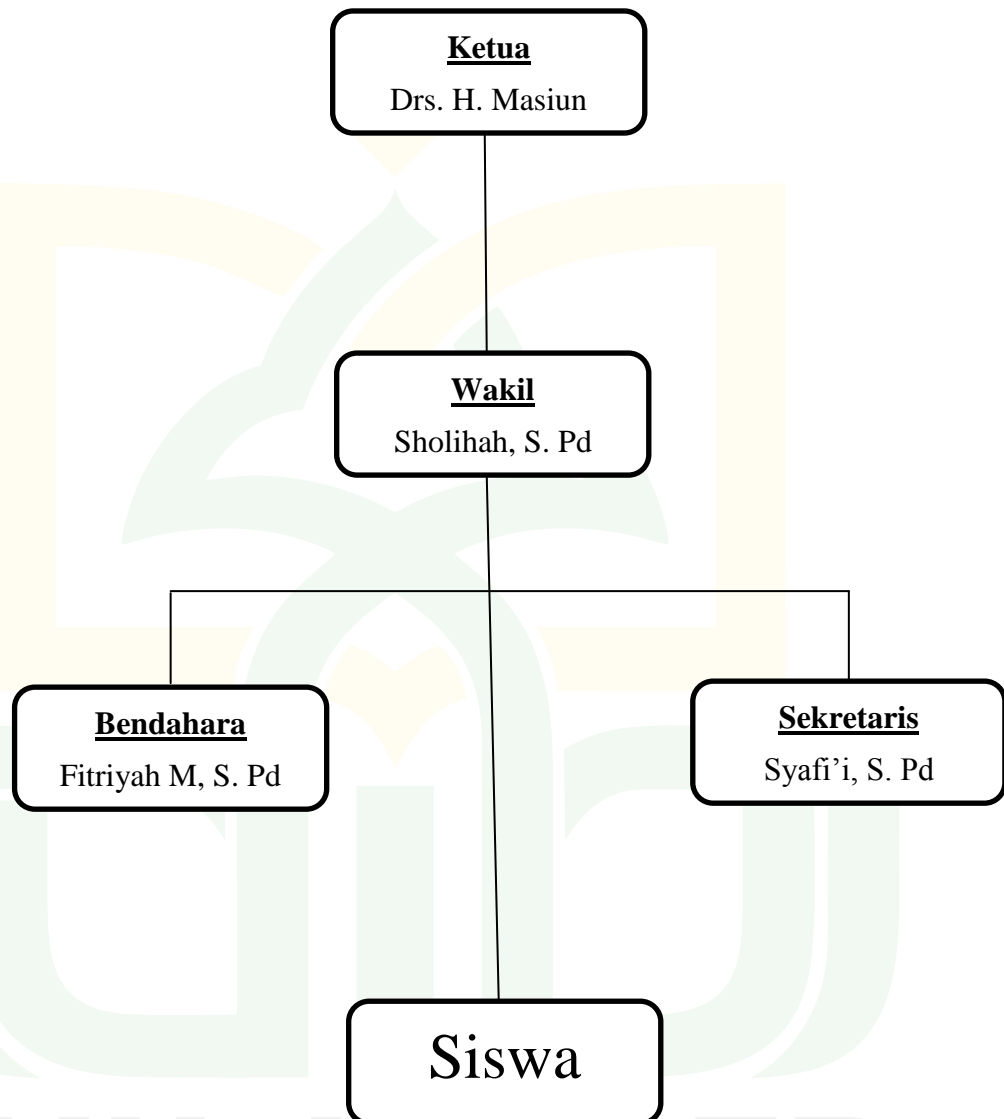 Ketua
Drs. H. Masiun
Wakil
Sholihah, S. Pd
Bendahara
Fitriyah M, S. Pd
Sekretaris
Syafi’i, S. Pd
Siswa